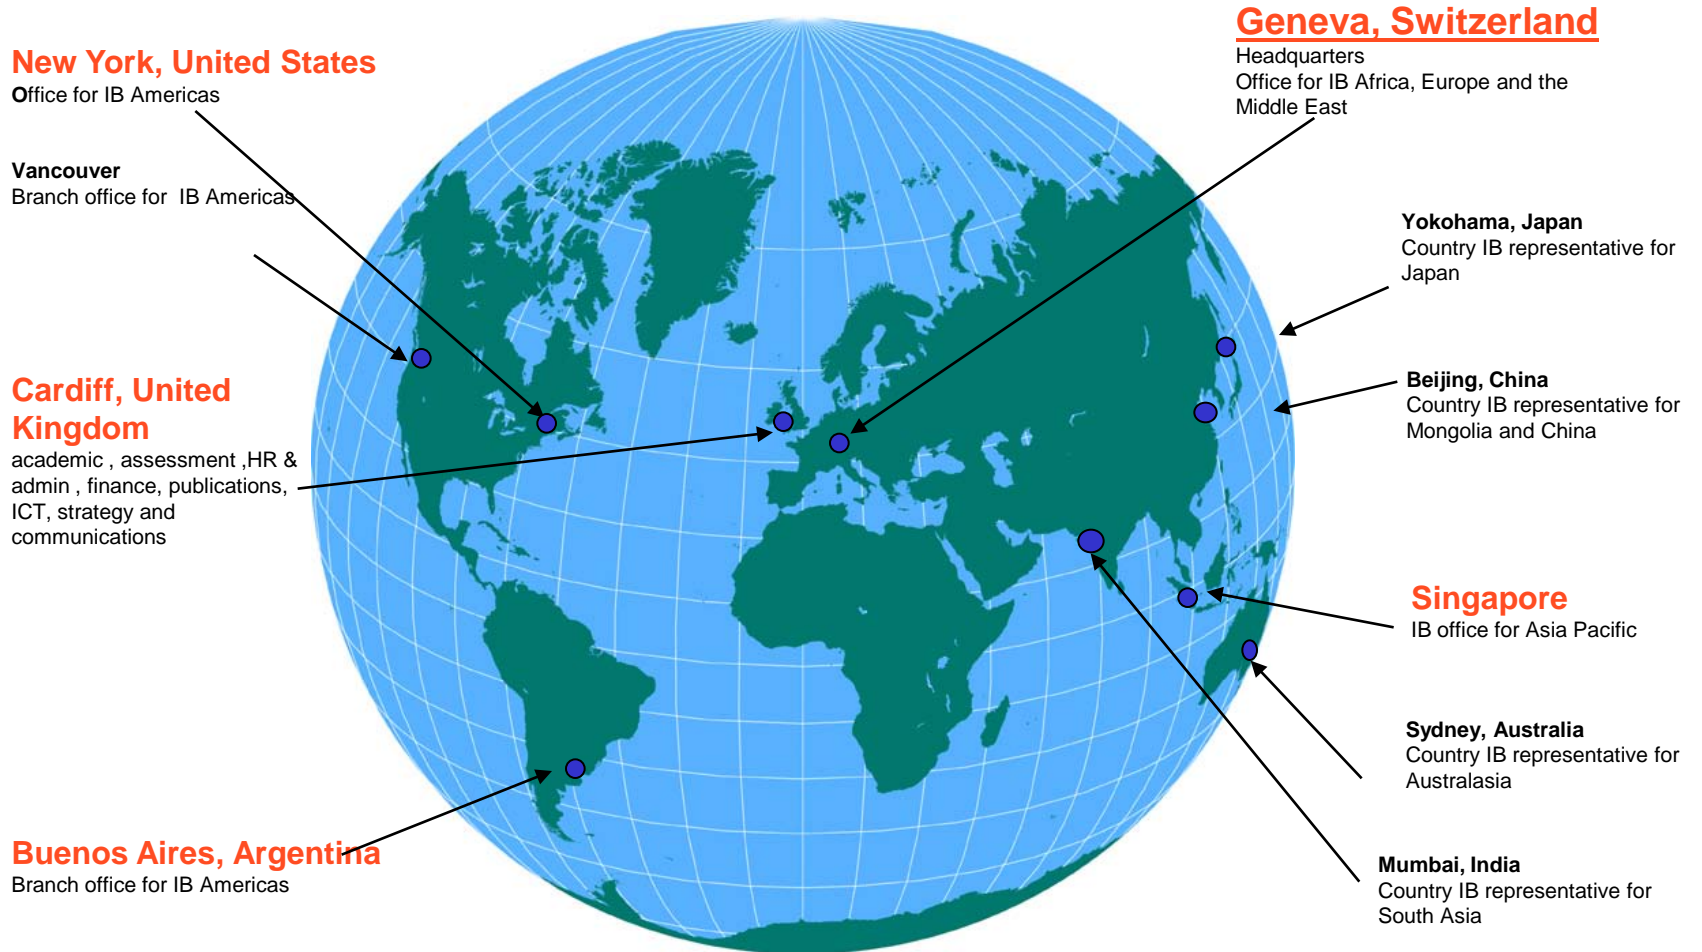 New York, United States
Office for IB Americas
Vancouver
Branch office for  IB Americas
Cardiff, United
Kingdom
academic , assessment ,HR &
admin , finance, publications,
ICT, strategy and
communications
Buenos Aires, Argentina
Branch office for IB Americas
Geneva, Switzerland
Headquarters
Office for IB Africa, Europe and the
Middle East
Yokohama, Japan
Country IB representative for
Japan
Beijing, China
Country IB representative for
Mongolia and China
Singapore
IB office for Asia Pacific
Sydney, Australia
Country IB representative for
Australasia
Mumbai, India
Country IB representative for
South Asia